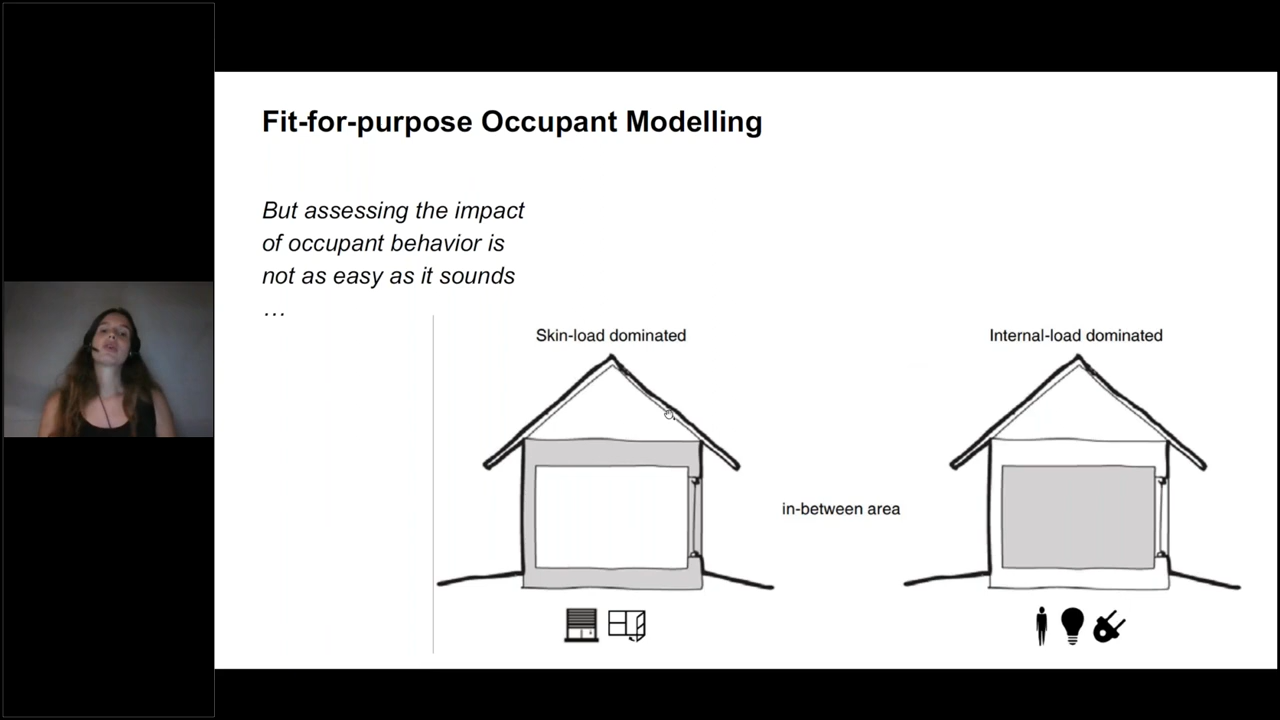 Fit-for-purpose Occupant Modelling
But assessing the impact
of occupant behavior is
not as easy as it sounds
…
Skin-load dominated
Internal-load dominated
in-between area